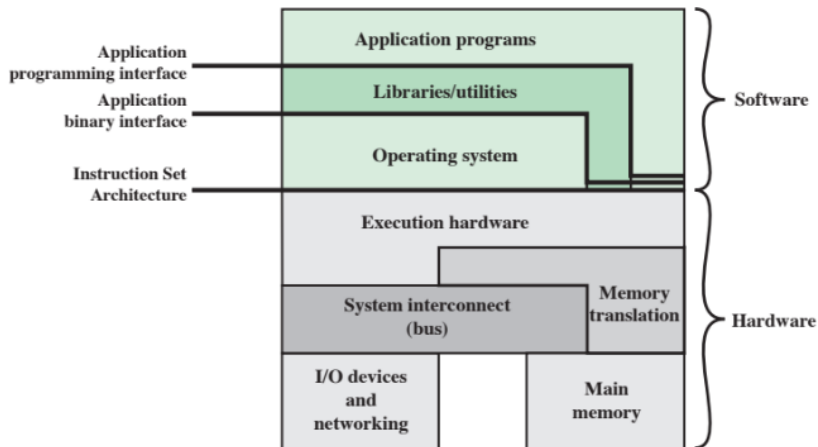 Application
programming interface
Application
binary interface
Instruction Set
Architecture
Application programs
Libraries/utilities
Operating system
Execution hardware
System interconnect
(bus)
Memory
translation
I/O devices
and
networking
Main
memory
Software
Hardware